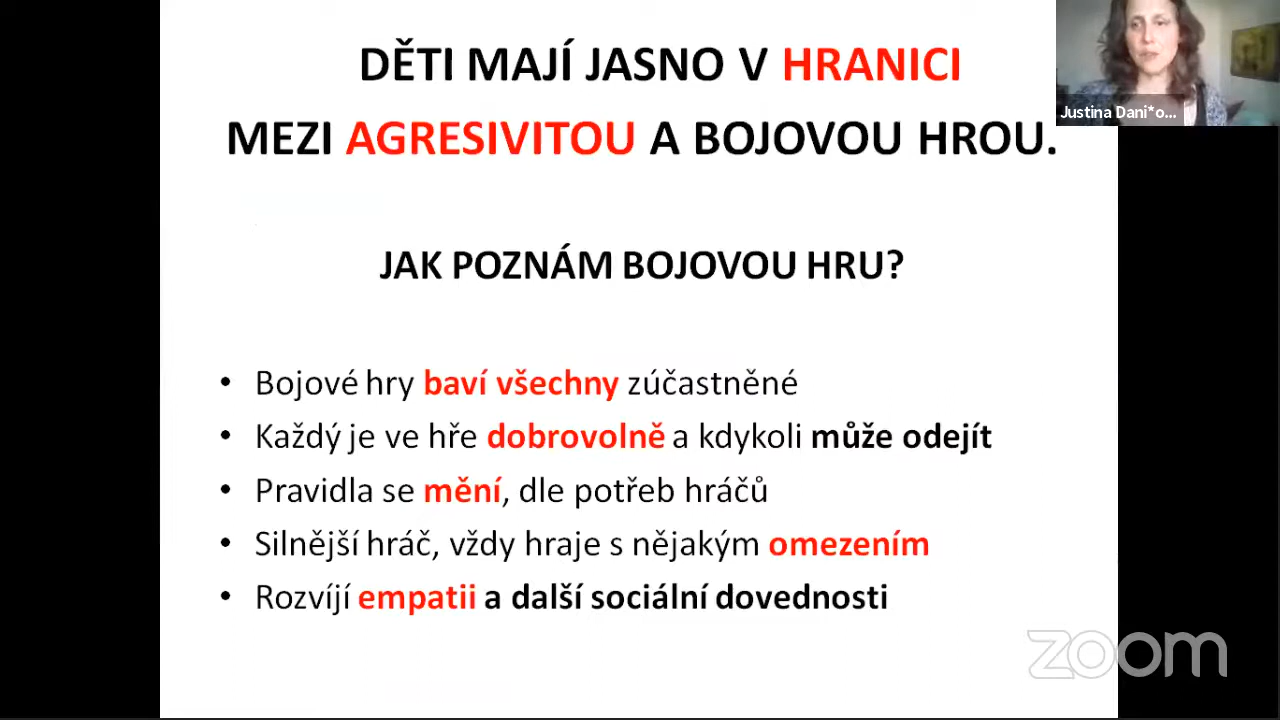 DĚTI MAJÍ JASNO V HRANICI
MEZI AGRESIVITOU A BOJOVOU HROU.
Justina Dani*o...
JAK POZNÁM BOJOVOU HRU?
• Bojové hry baví všechny zúčastněné
• Každý je ve hře dobrovolně a kdykoli může odejít
• Pravidla se mění, dle potřeb hráčů
• Silnější hráč, vždy hraje s nějakým omezením
• Rozvíjí empatii a další sociální dovednosti
zoom